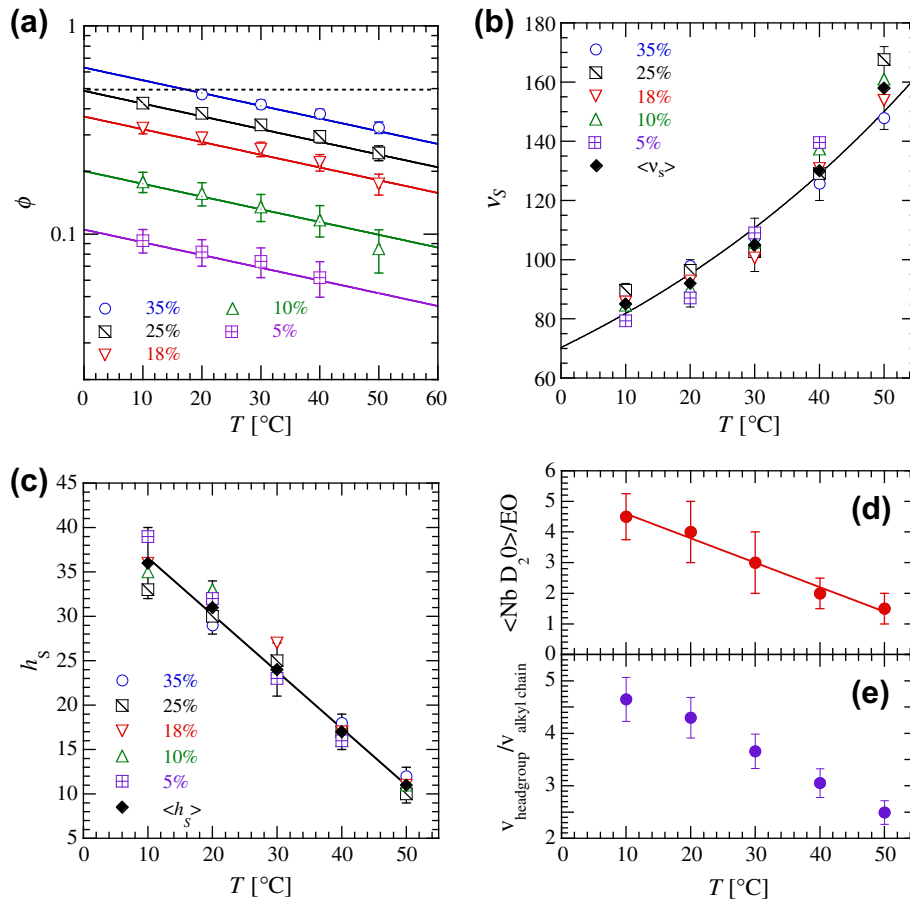 (a)
1
0.1
ϕ
35%
25%
18%
10%
5%
0 10 20 30 40 50 60
T [°C]
(b)
35%
25%
18%
10%
5%
<ν_s>
160
140
120
100
80
60
ν_S
0 10 20 30 40 50
T [°C]
(c)
45
40
35
30
25
20
15
10
5
h_S
35%
25%
18%
10%
5%
<h_S>
0 10 20 30 40 50
T [°C]
(d)
6
5
4
3
2
1
0
<Nb D_2 0>/EO
(e)
5
4
3
2
v_headgroup /v_alkyl chain
0 10 20 30 40 50
T [°C]